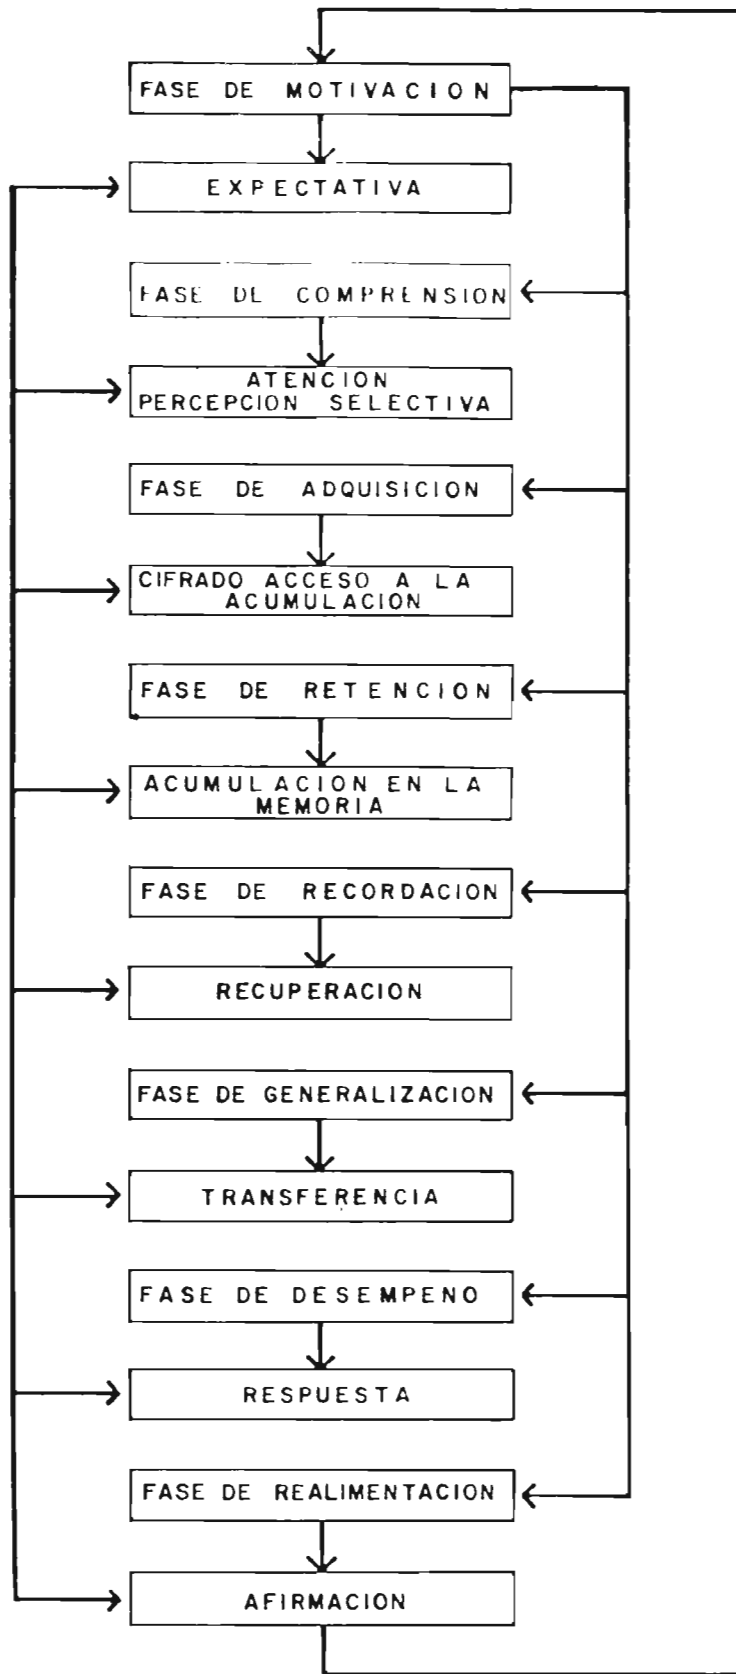 FASE DE MOTIVACION
EXPECTATIVA
FASE DE COMPRENSION
ATENCION
PERCEPCION SELECTIVA
FASE DE ADQUISICION
CIFRADO ACCESO A LA
ACUMULACION
FASE DE RETENCION
ACUMULACION EN LA
MEMORIA
FASE DE RECORDACION
RECUPERACION
FASE DE GENERALIZACION
TRANSFERENCIA
FASE DE DESEMPENO
RESPUESTA
FASE DE REALIMENTACION
AFIRMACION